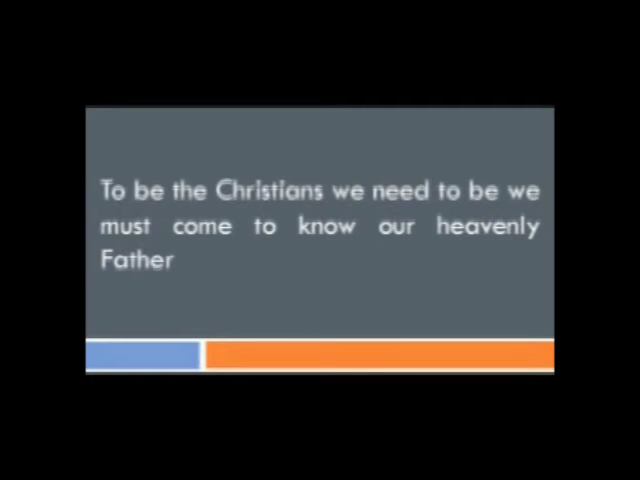 To be the Christians we need to be we
must come to know our heavenly
Father